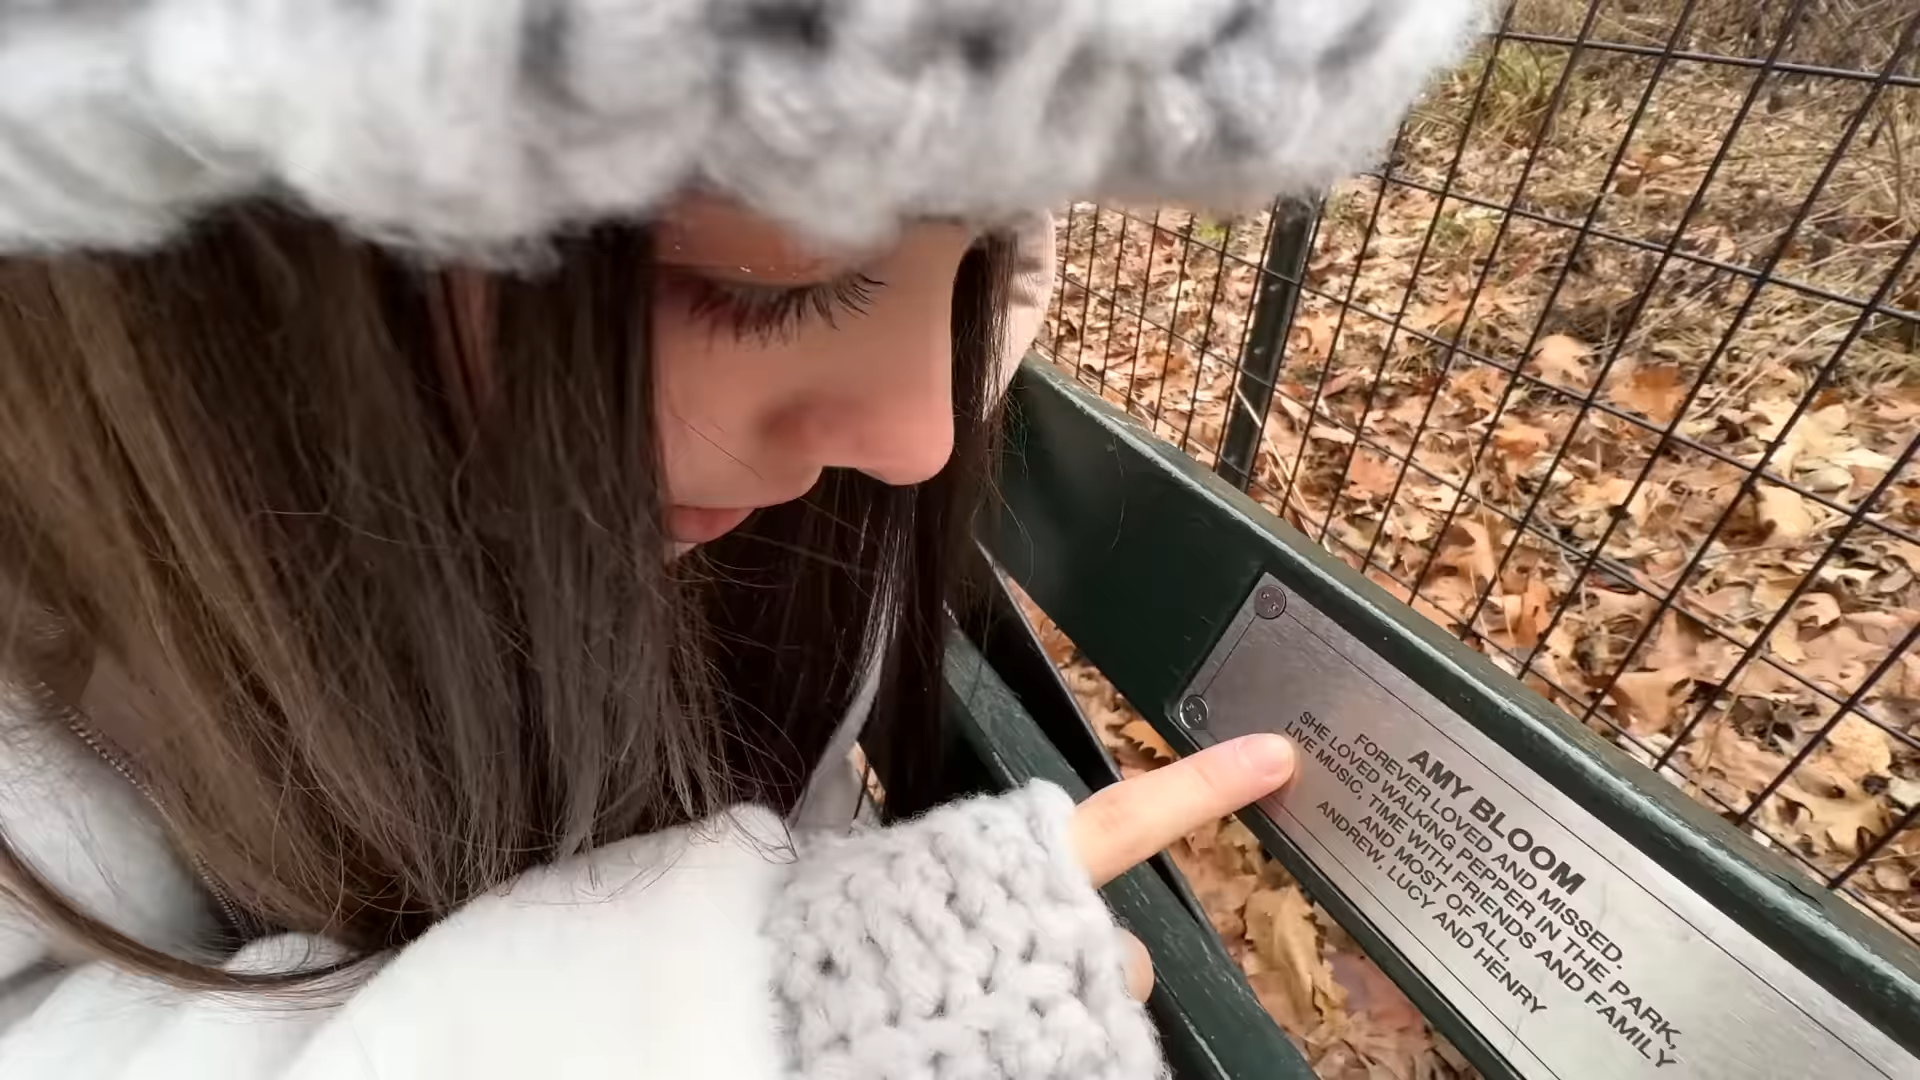 AMY BLOOM
FOREVER LOVED AND MISSED.
SHE LOVED WALKING PEPPER IN THE PARK,
LIVE MUSIC, TIME WITH FRIENDS AND FAMILY
AND MOST OF ALL,
ANDREW, LUCY AND HENRY